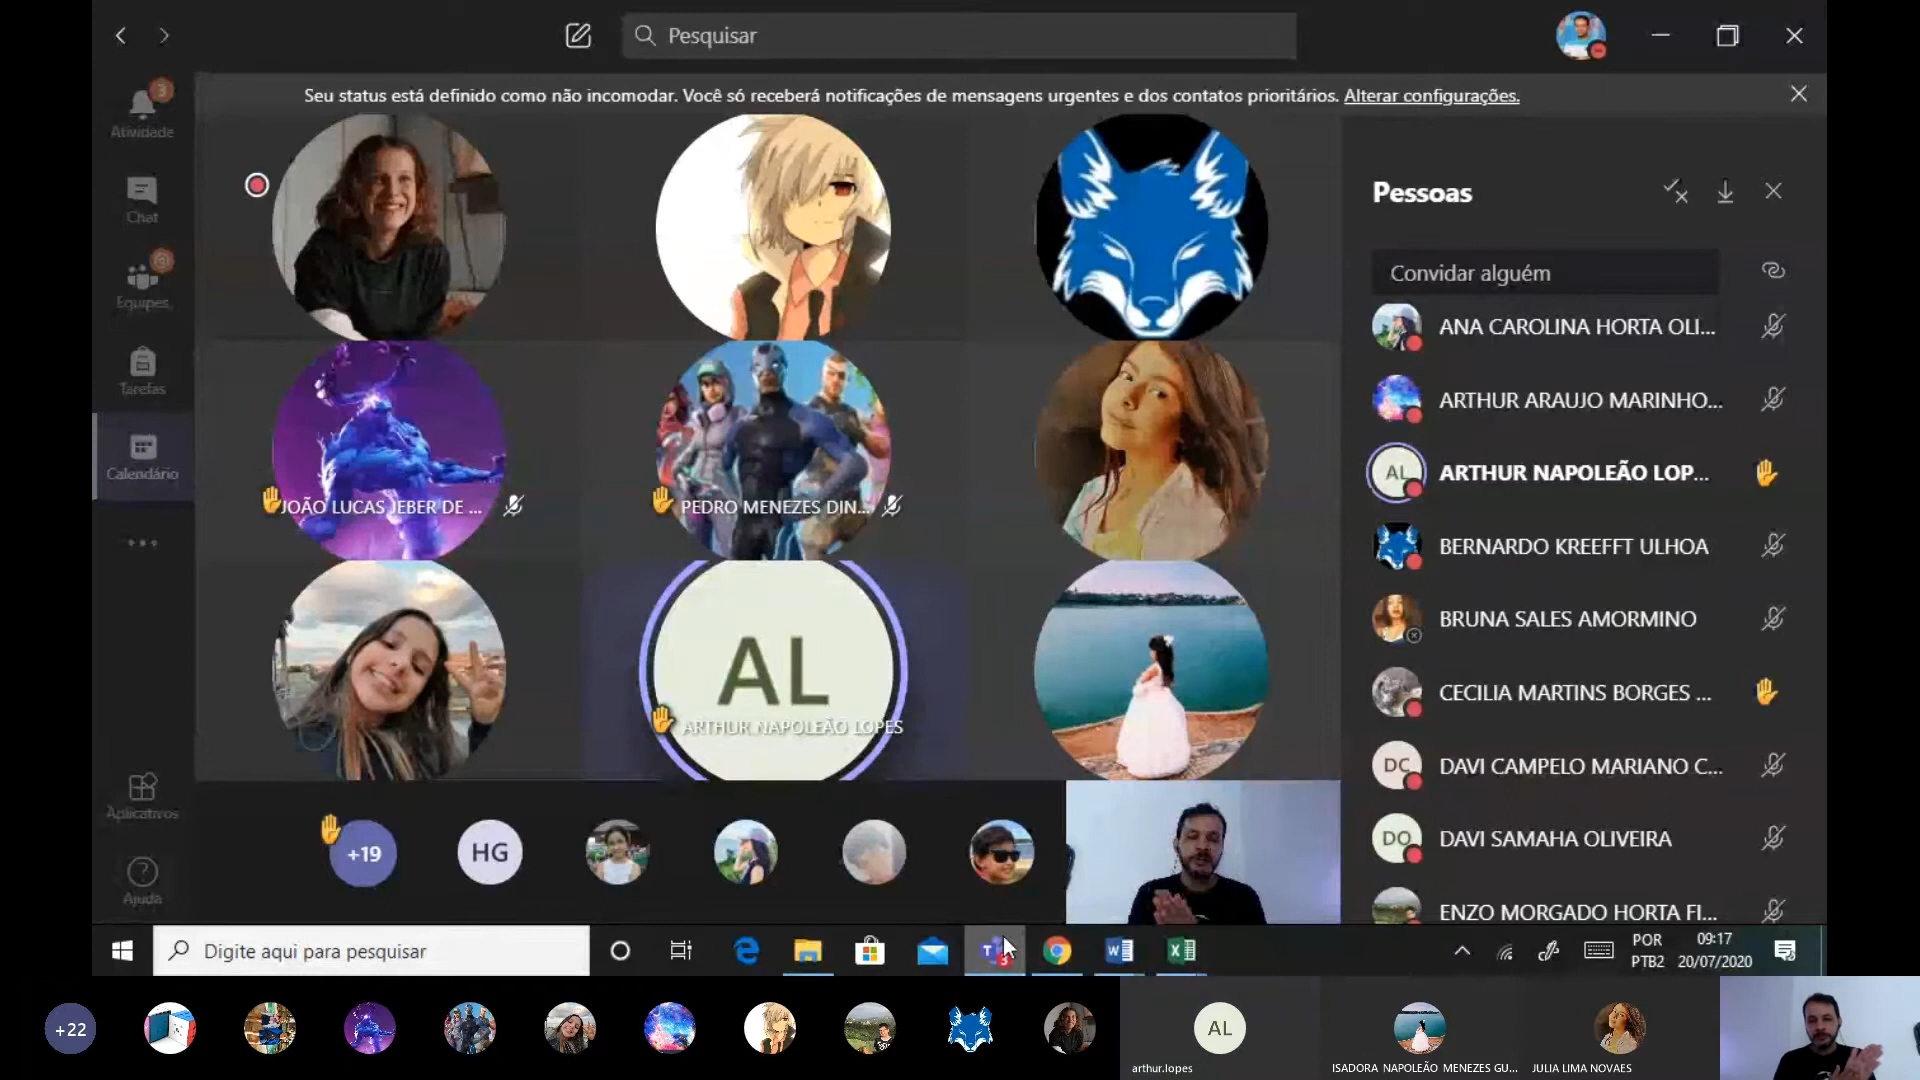 Pesquisar
Seu status está definido como não incomodar. Você só receberá notificações de mensagens urgentes e dos contatos prioritários. Alterar configurações.
3
Atividade
Chat
@
Equipes
Tarefas
Calendário
Aplicativos
Ajuda
JOÃO LUCAS JEBER DE ...
PEDRO MENEZES DIN...
AL
ARTHUR NAPOLEÃO LOPES
+19
HG
Pessoas
Convidar alguém
ANA CAROLINA HORTA OLI...
ARTHUR ARAUJO MARINHO...
AL
ARTHUR NAPOLEÃO LOP...
BERNARDO KREEFFT ULHOA
BRUNA SALES AMORMINO
CECILIA MARTINS BORGES ...
DC
DAVI CAMPELO MARIANO C...
DO
DAVI SAMAHA OLIVEIRA
ENZO MORGADO HORTA FI...
Digite aqui para pesquisar
T
3
POR
PTB2
09:17
20/07/2020
+22
AL
arthur.lopes
ISADORA NAPOLEÃO MENEZES GU...
JULIA LIMA NOVAES